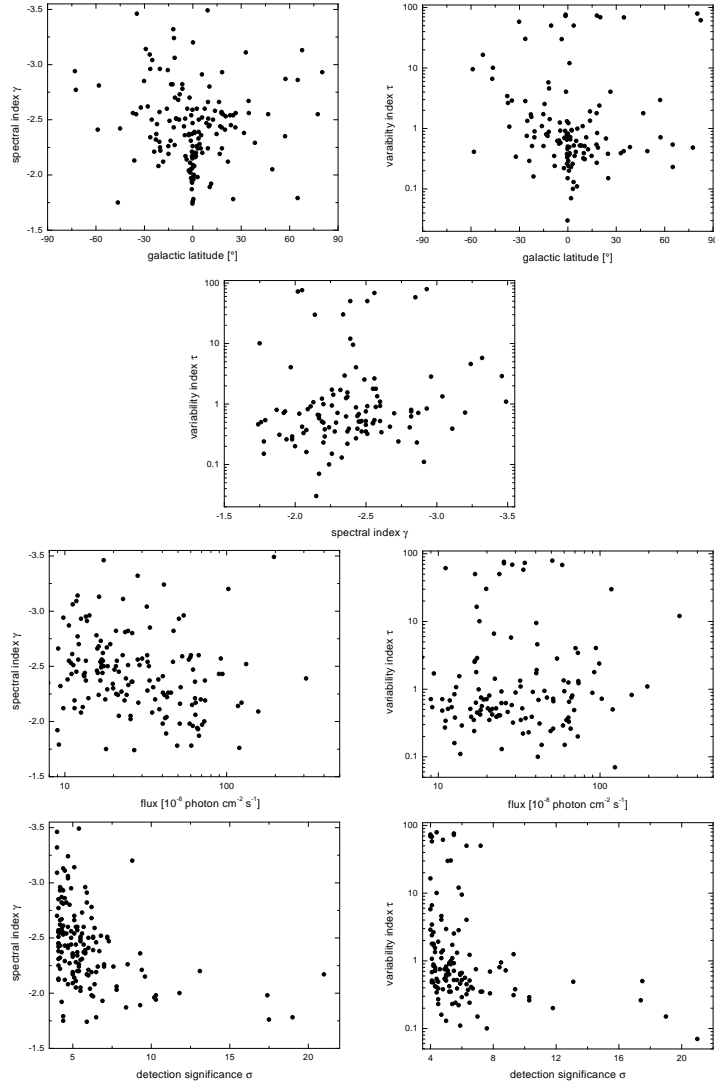 -3.5
-3.0
-2.5
-2.0
-1.5
spectral index γ
-90 -60 -30 0 30 60 90
galactic latitude [°]
100
10
1
0.1
varaibility index τ
-90 -60 -30 0 30 60 90
galactic latitude [°]
100
10
1
0.1
variability index τ
-1.5 -2.0 -2.5 -3.0 -3.5
spectral index γ
-3.5
-3.0
-2.5
-2.0
-1.5
spectral index γ
10 100
flux [10⁻⁸ photon cm⁻² s⁻¹]
100
10
1
0.1
variability index τ
10 100
flux [10⁻⁸ photon cm⁻² s⁻¹]
-3.5
-3.0
-2.5
-2.0
-1.5
spectral index γ
5 10 15 20
detection significance σ
100
10
1
0.1
variability index τ
4 6 8 10 12 14 16 18 20 22
detection significance σ